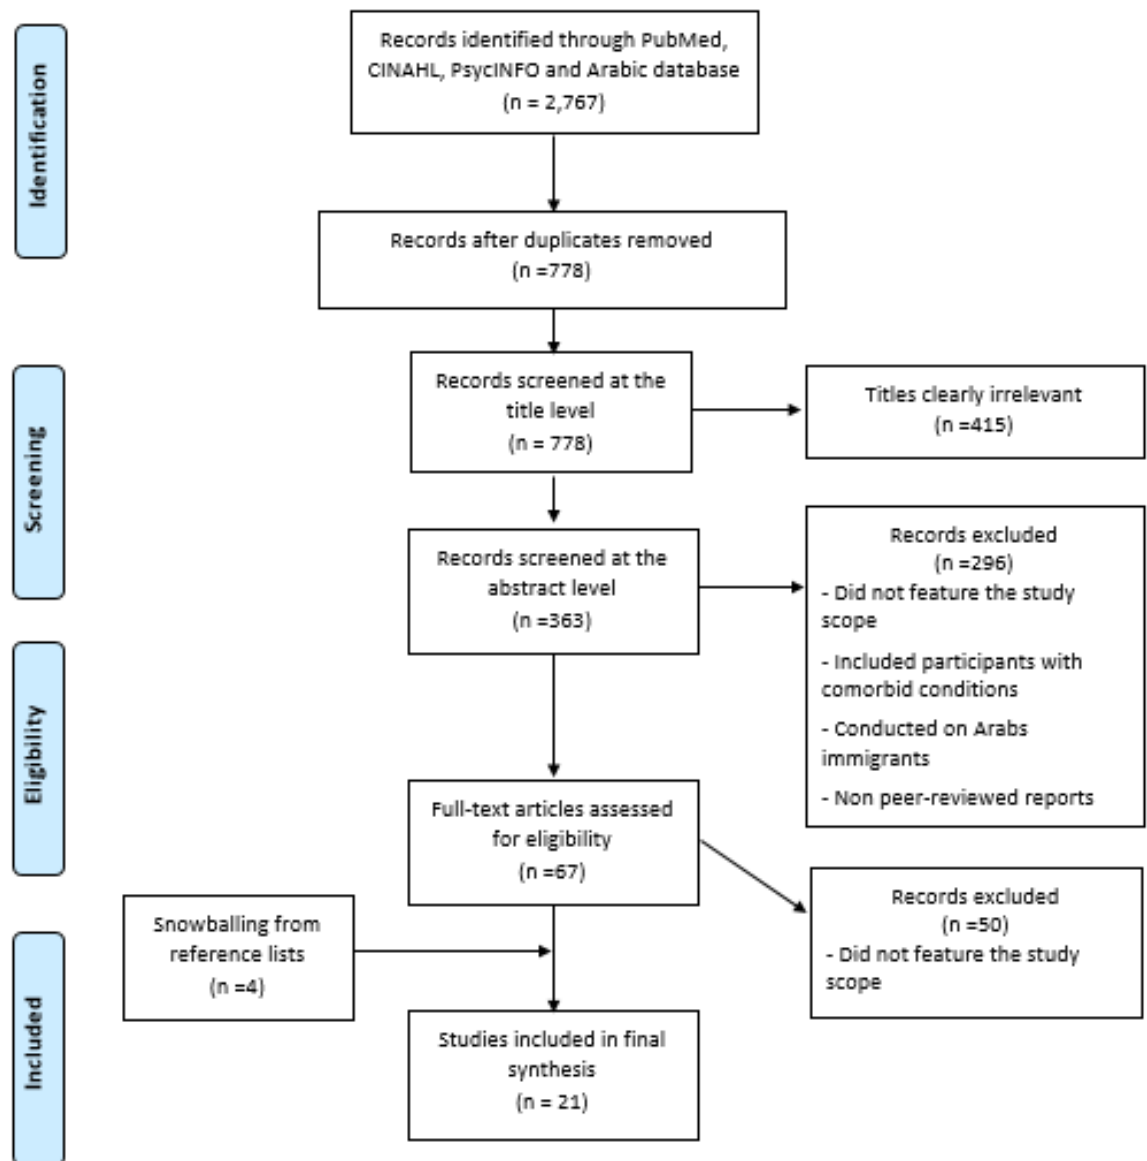 Identification
Records identified through PubMed,
CINAHL, PsycINFO and Arabic database
(n = 2,767)
Records after duplicates removed
(n =778)
Screening
Records screened at the
title level
(n = 778)
Titles clearly irrelevant
(n =415)
Records screened at the
abstract level
(n =363)
Records excluded
(n =296)
- Did not feature the study
scope
- Included participants with
comorbid conditions
- Conducted on Arabs
immigrants
- Non peer-reviewed reports
Eligibility
Full-text articles assessed
for eligibility
(n =67)
Records excluded
(n =50)
- Did not feature the study
scope
Snowballing from
reference lists
(n =4)
Included
Studies included in final
synthesis
(n = 21)